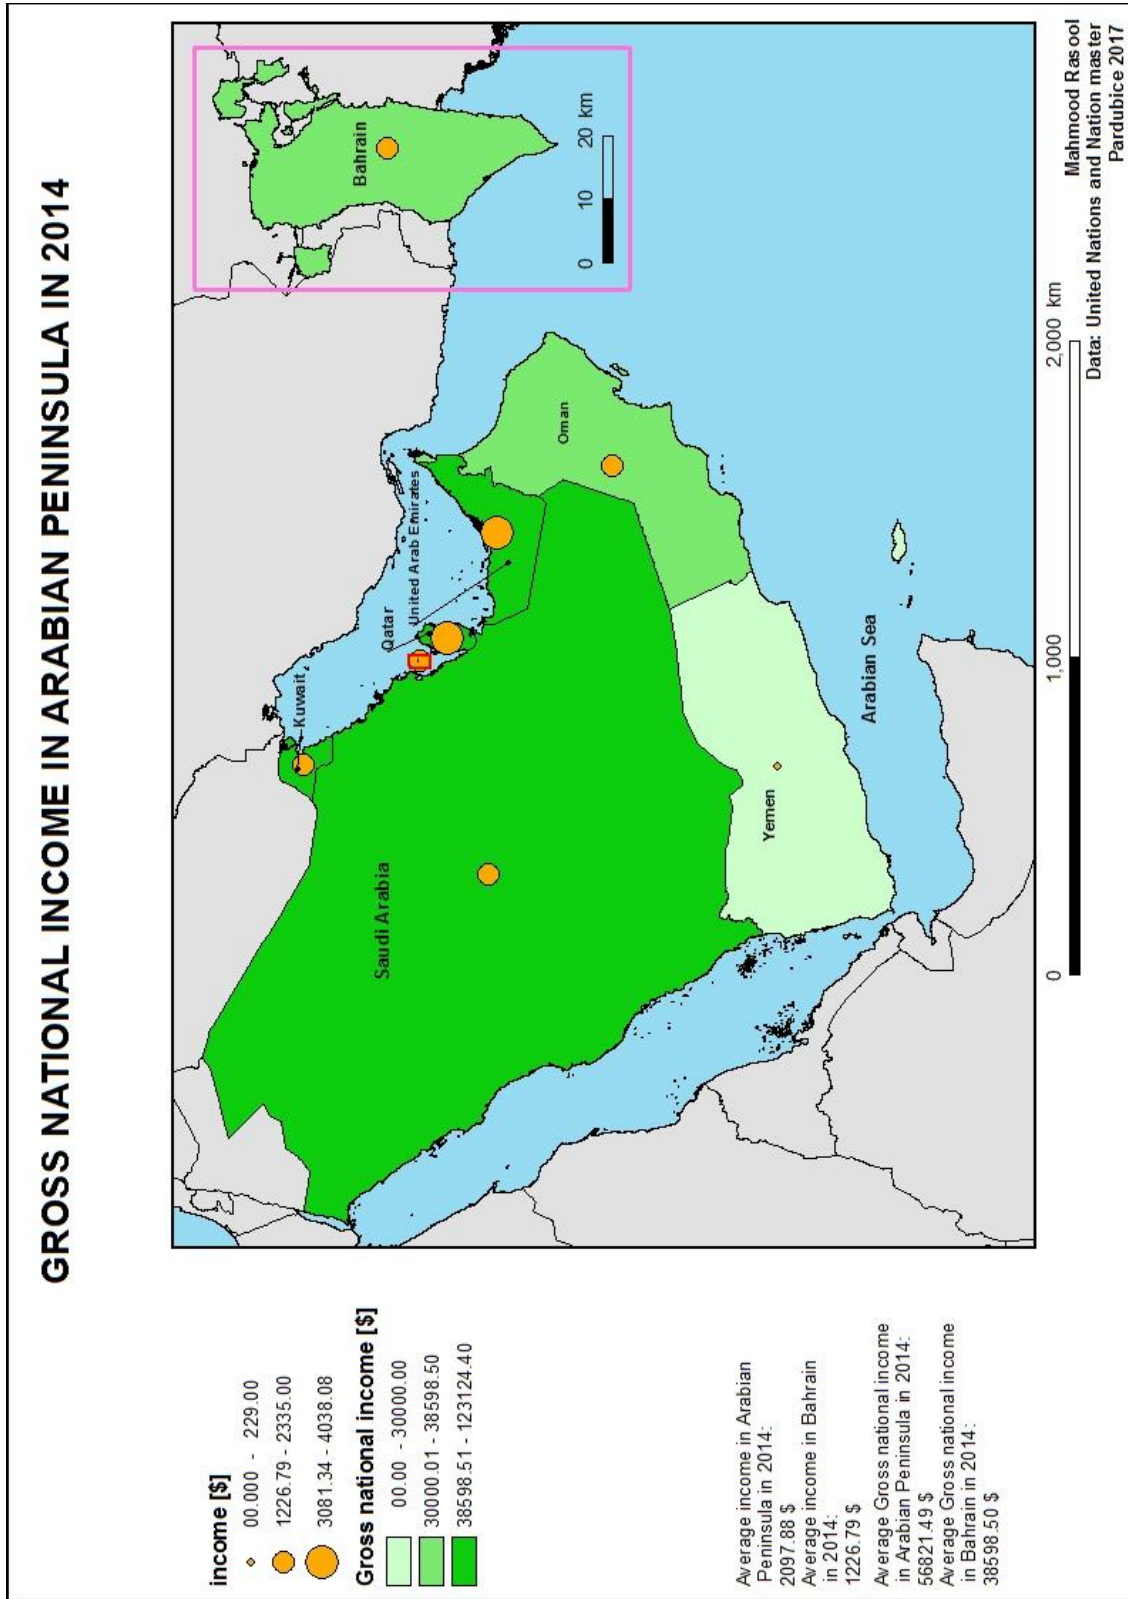 GROSS NATIONAL INCOME IN ARABIAN PENINSULA IN 2014
income [$]
00.000 - 229.00
1226.79 - 2335.00
3081.34 - 4038.08
Gross national income [$]
00.00 - 30000.00
30000.01 - 38598.50
38598.51 - 123124.40
Average income in Arabian
Peninsula in 2014:
2097.88 $
Average income in Bahrain
in 2014:
1226.79 $
Average Gross national income
in Arabian Peninsula in 2014:
56821.49 $
Average Gross national income
in Bahrain in 2014:
38598.50 $
Bahrain
0 10 20 km
Kuwait
Qatar
United Arab Emirates
Saudi Arabia
Oman
Yemen
Arabian Sea
0 1,000 2,000 km
Mahmood Rasool
Data: United Nations and Nation master
Pardubice 2017